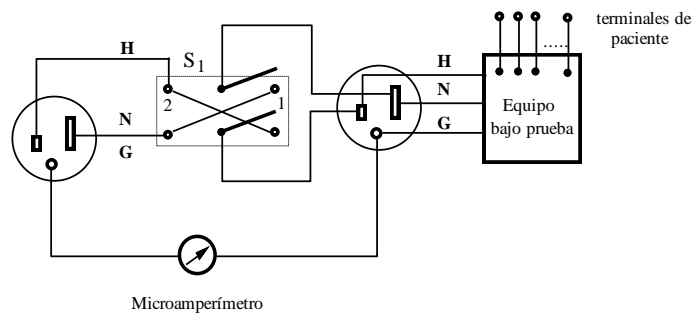 terminales de
paciente
H
S1
2
1
N
G
H
N
G
Equipo
bajo prueba
.....
Microamperímetro